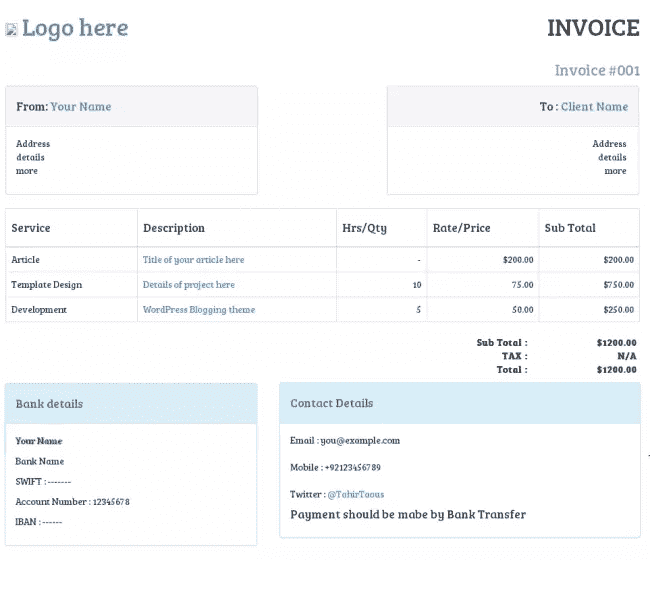 Logo here
INVOICE
Invoice #001
From: Your Name
To : Client Name
Address
details
more
Address
details
more
Service Description Hrs/Qty Rate/Price Sub Total
Article Title of your article here - $200.00 $200.00
Template Design Details of project here 10 75.00 $750.00
Development WordPress Blogging theme 5 50.00 $250.00
Sub Total : $1200.00
TAX : N/A
Total : $1200.00
Bank details
Your Name
Bank Name
SWIFT : -------
Account Number : 12345678
IBAN : ------
Contact Details
Email : you@example.com
Mobile : +92123456789
Twitter : @TahirTaous
Payment should be mabe by Bank Transfer